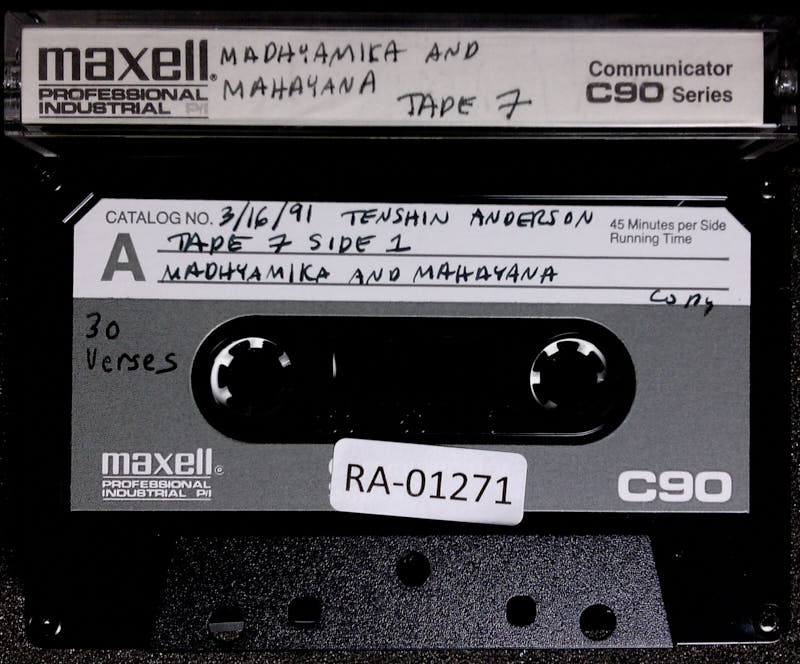 maxell®
PROFESSIONAL
INDUSTRIAL P/I
MADHYAMIKA AND
MAHAYANA
TAPE 7
Communicator
C90 Series
CATALOG NO. 3/16/91 TENSHIN ANDERSON
45 Minutes per Side
Running Time
A
TAPE 7 SIDE 1
MADHYAMIKA AND MAHAYANA
copy
30
Verses
maxell®
PROFESSIONAL
INDUSTRIAL P/I
RA-01271
C90